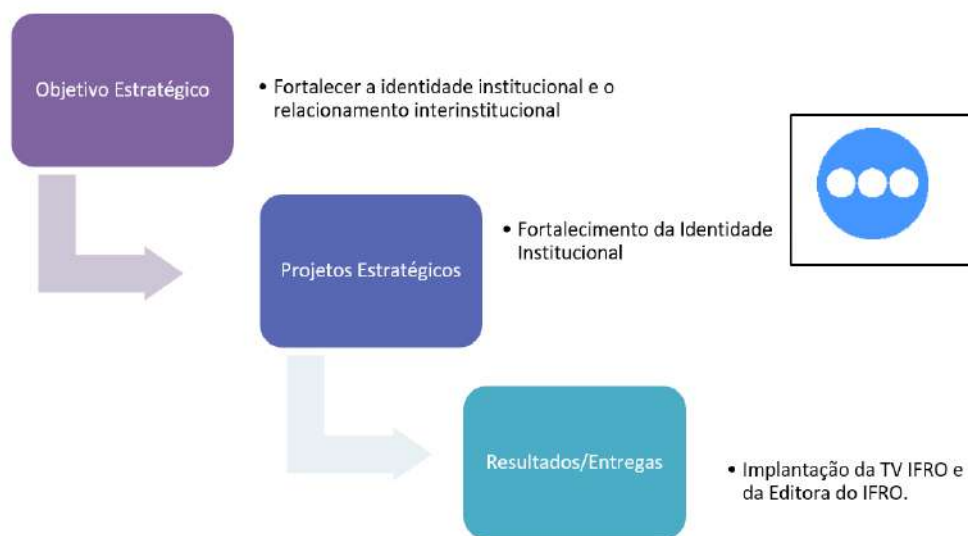 Objetivo Estratégico
• Fortalecer a identidade institucional e o
relacionamento interinstitucional
Projetos Estratégicos
• Fortalecimento da Identidade
Institucional
Resultados/Entregas
• Implantação da TV IFRO e
da Editora do IFRO.